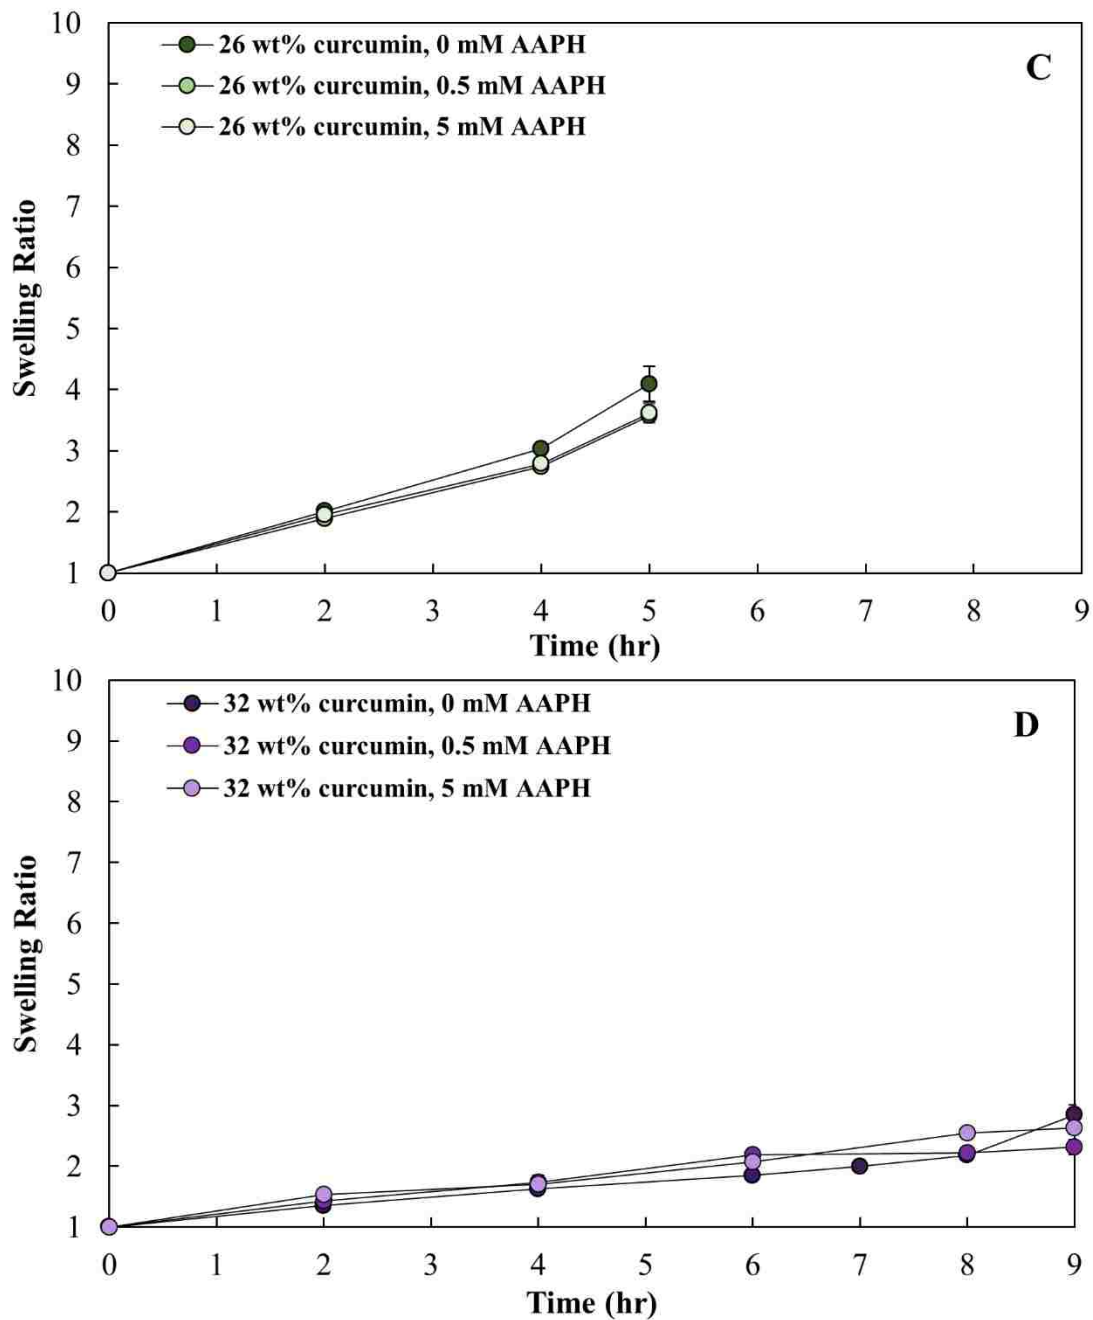 10
26 wt% curcumin, 0 mM AAPH
C
9
26 wt% curcumin, 0.5 mM AAPH
8
26 wt% curcumin, 5 mM AAPH
7
6
5
4
3
2
1
Swelling Ratio
0 1 2 3 4 5 6 7 8 9
Time (hr)
10
32 wt% curcumin, 0 mM AAPH
D
9
32 wt% curcumin, 0.5 mM AAPH
8
32 wt% curcumin, 5 mM AAPH
7
6
5
4
3
2
1
Swelling Ratio
0 1 2 3 4 5 6 7 8 9
Time (hr)